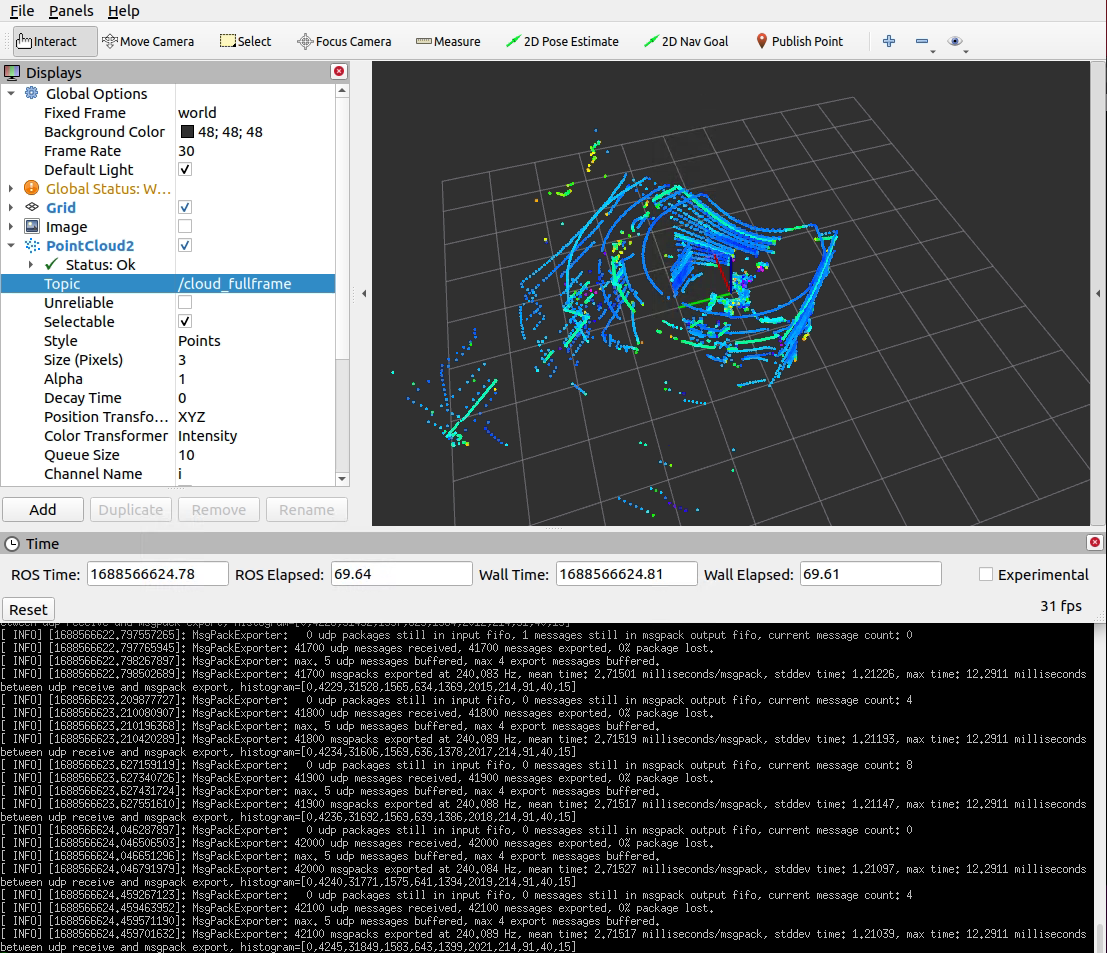 File Panels Help
Interact Move Camera Select Focus Camera Measure 2D Pose Estimate 2D Nav Goal Publish Point
Displays
Global Options
Fixed Frame world
Background Color 48; 48; 48
Frame Rate 30
Default Light
Global Status: W...
Grid
Image
PointCloud2
Status: Ok
Topic /cloud_fullframe
Unreliable
Selectable
Style Points
Size (Pixels) 3
Alpha 1
Decay Time 0
Position Transfo... XYZ
Color Transformer Intensity
Queue Size 10
Channel Name i
Add Duplicate Remove Rename
Time
ROS Time: 1688566624.78 ROS Elapsed: 69.64 Wall Time: 1688566624.81 Wall Elapsed: 69.61 Experimental
Reset 31 fps
[ INFO] [1688566622.797557265]: MsgPackExporter:   0 udp packages still in input fifo, 1 messages still in msgpack output fifo, current message count: 0
[ INFO] [1688566622.797765945]: MsgPackExporter: 41700 udp messages received, 41700 messages exported, 0% package lost.
[ INFO] [1688566622.798267897]: MsgPackExporter: max. 5 udp messages buffered, max 4 export messages buffered.
[ INFO] [1688566622.798502689]: MsgPackExporter: 41700 msgpacks exported at 240.083 Hz, mean time: 2.71501 milliseconds/msgpack, stddev time: 1.21226, max time: 12.2911 milliseconds
between udp receive and msgpack export, histogram=[0,4229,31528,1565,634,1369,2015,214,91,40,15]
[ INFO] [1688566623.209877727]: MsgPackExporter:   0 udp packages still in input fifo, 0 messages still in msgpack output fifo, current message count: 4
[ INFO] [1688566623.210080907]: MsgPackExporter: 41800 udp messages received, 41800 messages exported, 0% package lost.
[ INFO] [1688566623.210196368]: MsgPackExporter: max. 5 udp messages buffered, max 4 export messages buffered.
[ INFO] [1688566623.210420289]: MsgPackExporter: 41800 msgpacks exported at 240.089 Hz, mean time: 2.71519 milliseconds/msgpack, stddev time: 1.21193, max time: 12.2911 milliseconds
between udp receive and msgpack export, histogram=[0,4234,31606,1569,636,1378,2017,214,91,40,15]
[ INFO] [1688566623.627159119]: MsgPackExporter:   0 udp packages still in input fifo, 0 messages still in msgpack output fifo, current message count: 8
[ INFO] [1688566623.627340726]: MsgPackExporter: 41900 udp messages received, 41900 messages exported, 0% package lost.
[ INFO] [1688566623.627431724]: MsgPackExporter: max. 5 udp messages buffered, max 4 export messages buffered.
[ INFO] [1688566623.627551610]: MsgPackExporter: 41900 msgpacks exported at 240.088 Hz, mean time: 2.71517 milliseconds/msgpack, stddev time: 1.21147, max time: 12.2911 milliseconds
between udp receive and msgpack export, histogram=[0,4236,31692,1569,639,1386,2018,214,91,40,15]
[ INFO] [1688566624.046287897]: MsgPackExporter:   0 udp packages still in input fifo, 0 messages still in msgpack output fifo, current message count: 0
[ INFO] [1688566624.046506503]: MsgPackExporter: 42000 udp messages received, 42000 messages exported, 0% package lost.
[ INFO] [1688566624.046651296]: MsgPackExporter: max. 5 udp messages buffered, max 4 export messages buffered.
[ INFO] [1688566624.046791979]: MsgPackExporter: 42000 msgpacks exported at 240.084 Hz, mean time: 2.71527 milliseconds/msgpack, stddev time: 1.21097, max time: 12.2911 milliseconds
between udp receive and msgpack export, histogram=[0,4240,31771,1575,641,1394,2019,214,91,40,15]
[ INFO] [1688566624.459267123]: MsgPackExporter:   0 udp packages still in input fifo, 0 messages still in msgpack output fifo, current message count: 4
[ INFO] [1688566624.459463952]: MsgPackExporter: 42100 udp messages received, 42100 messages exported, 0% package lost.
[ INFO] [1688566624.459571190]: MsgPackExporter: max. 5 udp messages buffered, max 4 export messages buffered.
[ INFO] [1688566624.459701632]: MsgPackExporter: 42100 msgpacks exported at 240.089 Hz, mean time: 2.71517 milliseconds/msgpack, stddev time: 1.21039, max time: 12.2911 milliseconds
between udp receive and msgpack export, histogram=[0,4245,31849,1583,643,1399,2021,214,91,40,15]